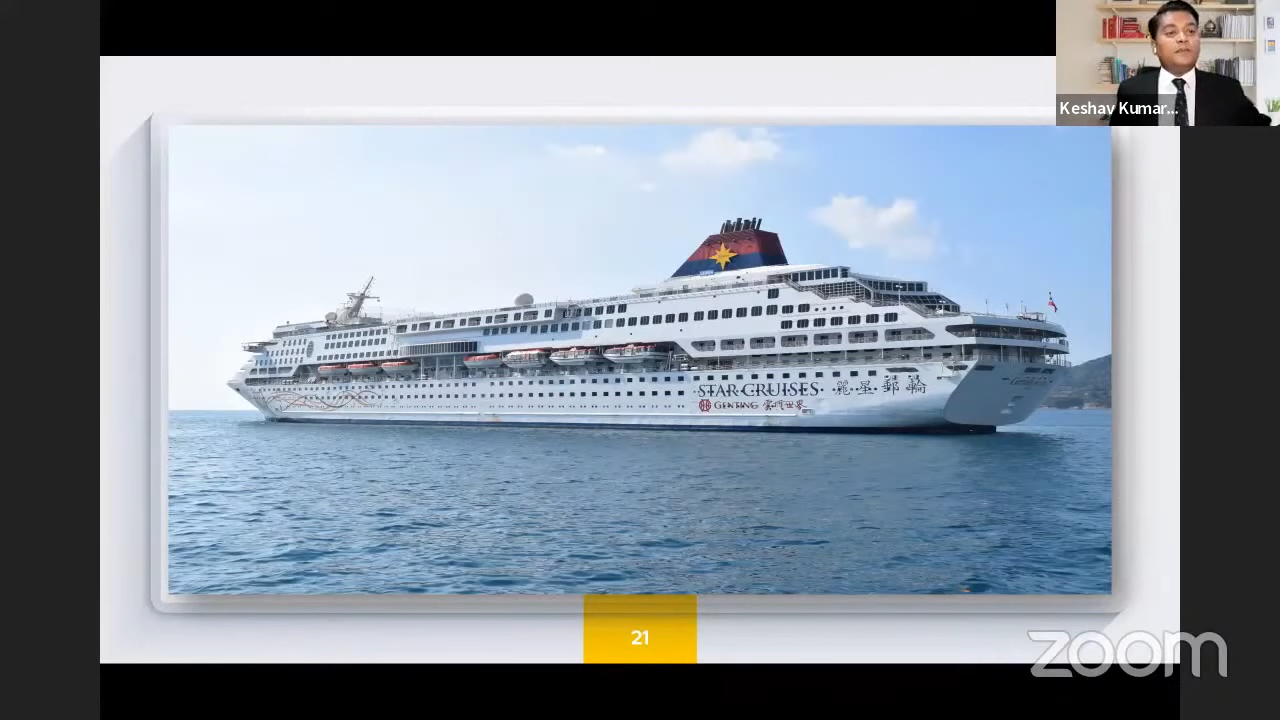 Keshav Kumar...
STAR CRUISES 麗星郵輪
GENTING 雲頂世界
21
zoom